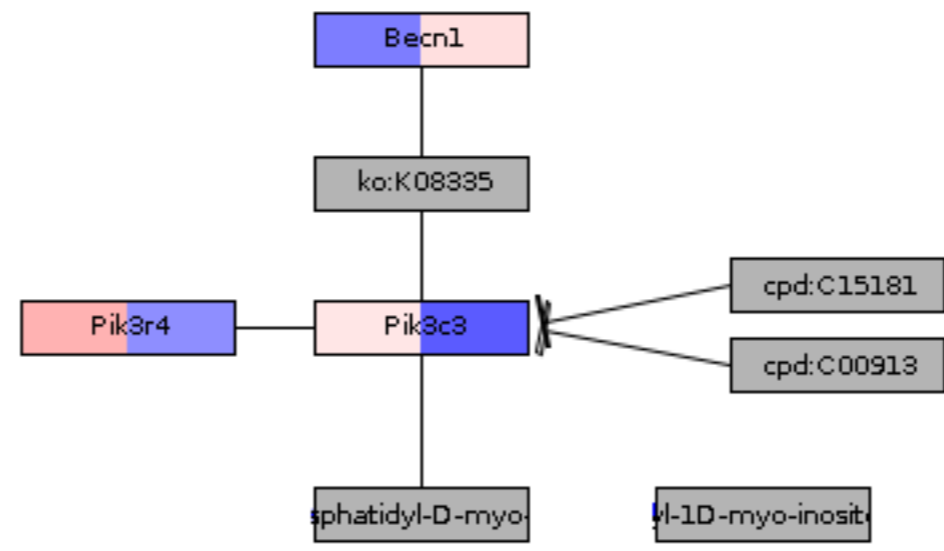 Becn1
ko:K08335
cpd:C15181
Pik3r4
Pik3c3
cpd:C00913
sphatidyl-D-myo-
yl-1D-myo-inosit